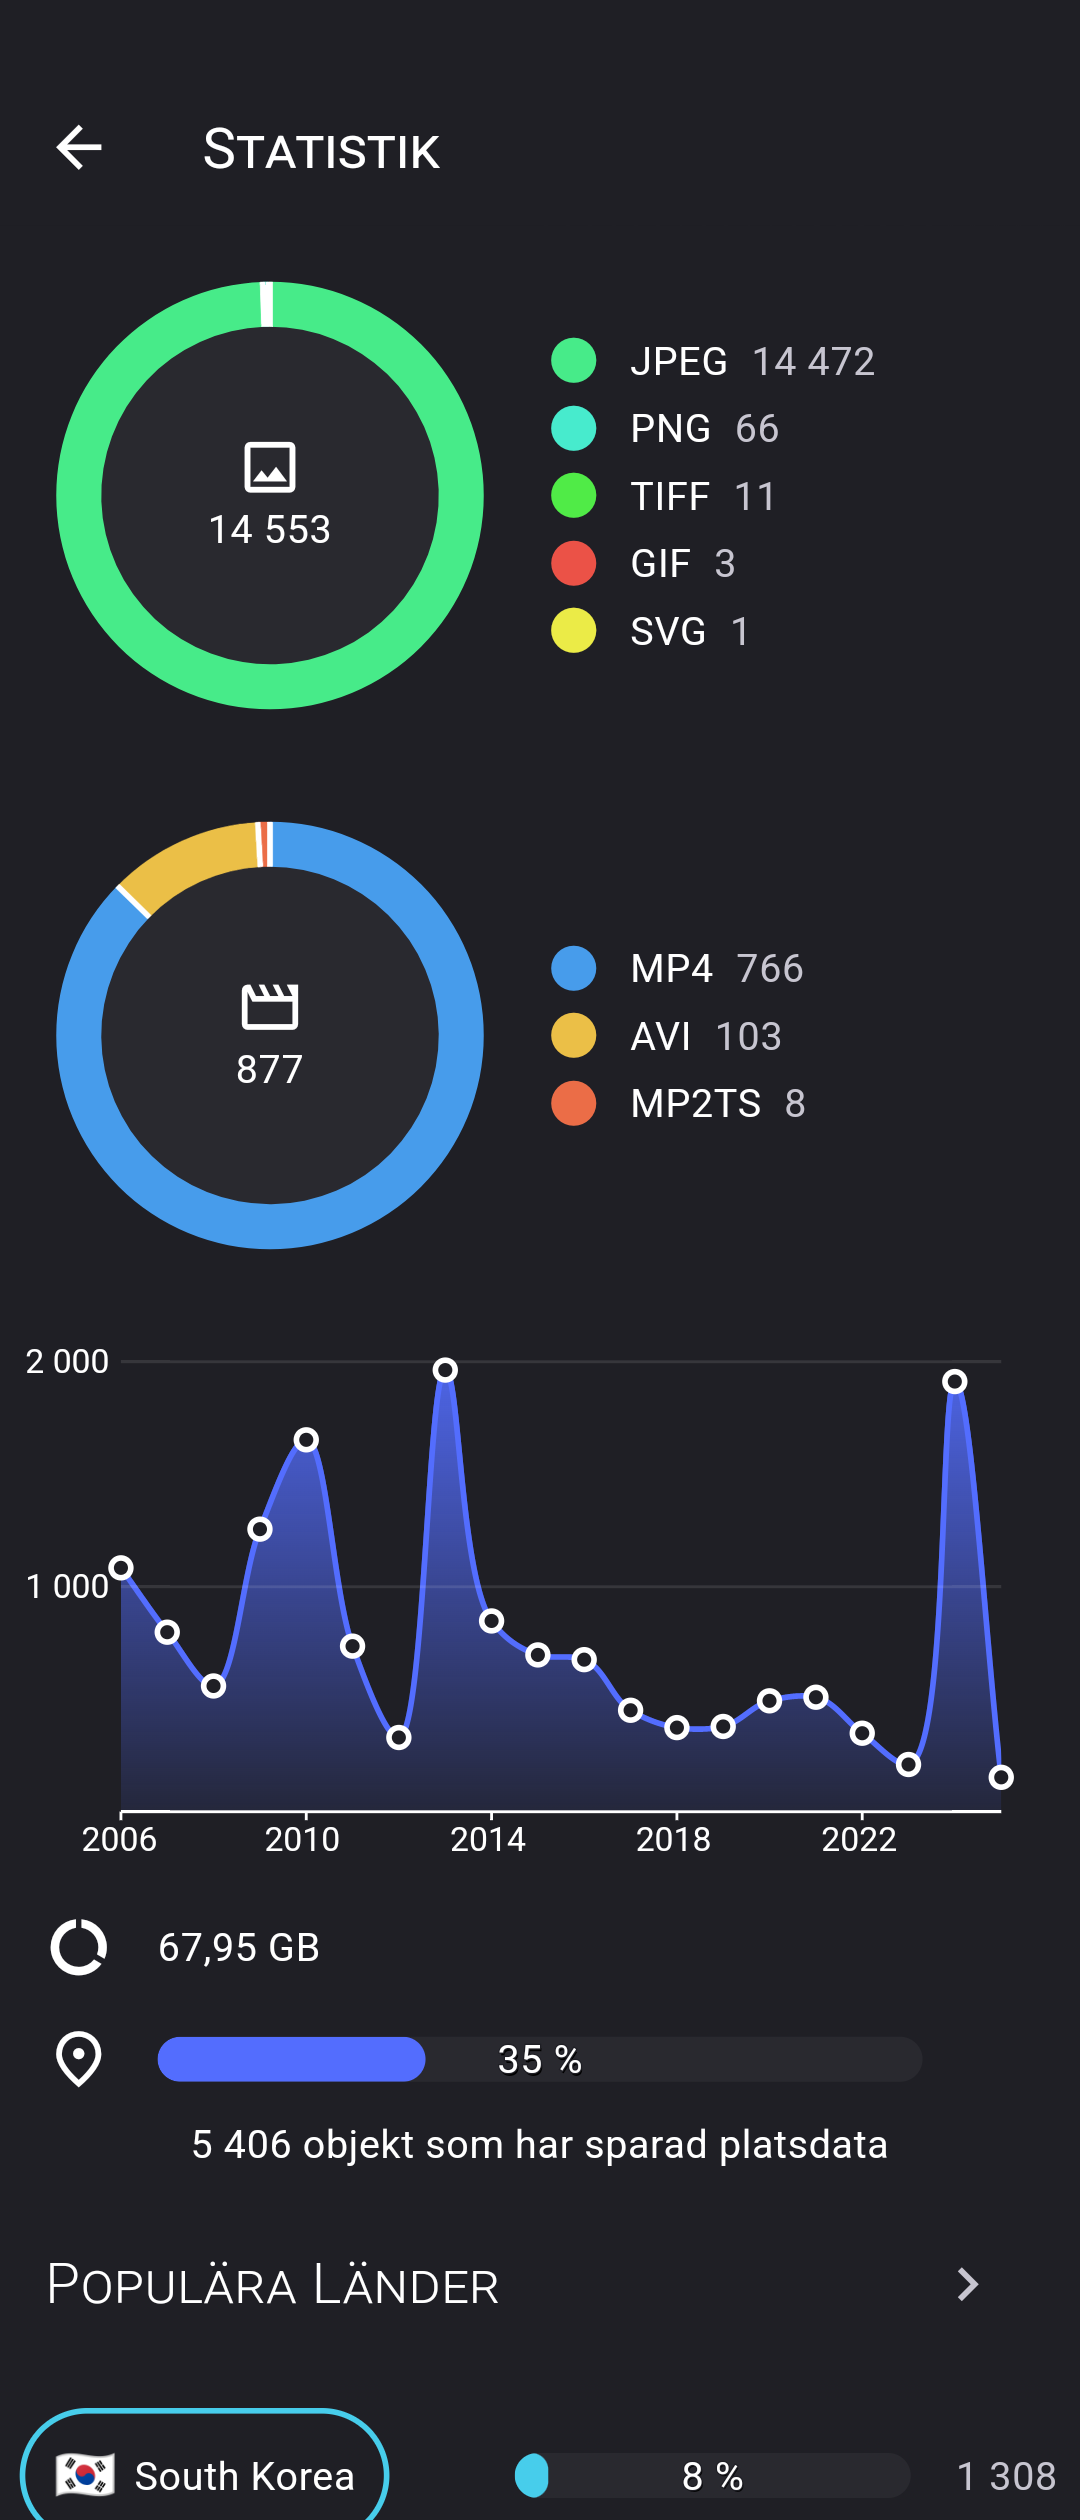 STATISTIK
14 553
JPEG 14 472
PNG 66
TIFF 11
GIF 3
SVG 1
877
MP4 766
AVI 103
MP2TS 8
2 000
1 000
2006 2010 2014 2018 2022
67,95 GB
35 %
5 406 objekt som har sparad platsdata
POPULÄRA LÄNDER
South Korea 8 % 1 308